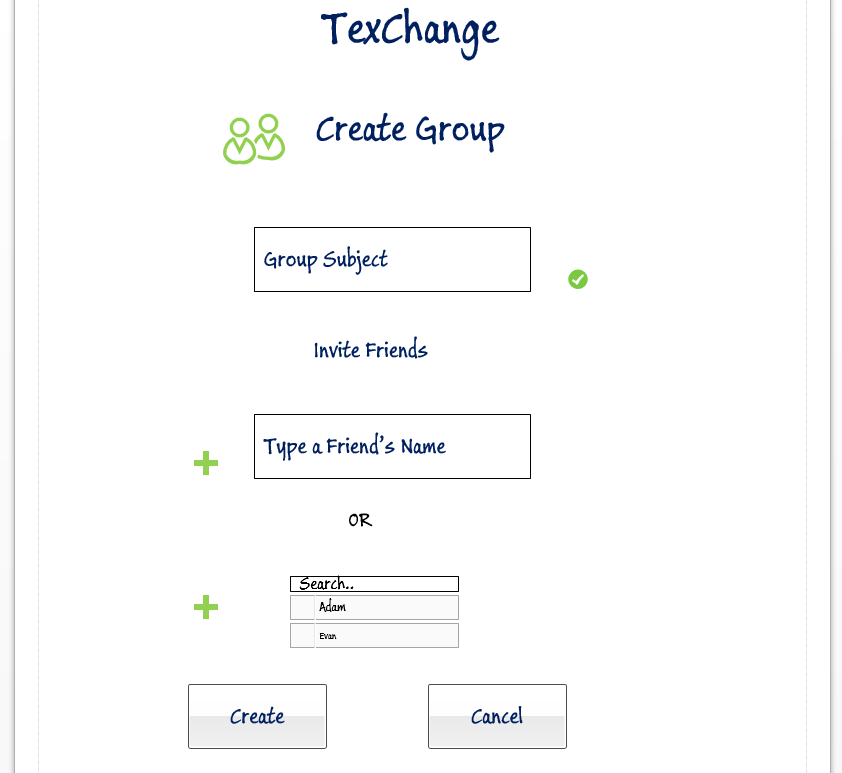 TexChange
Create Group
Group Subject
Invite Friends
Type a Friend's Name
OR
Search..
Adam
Evan
Create
Cancel